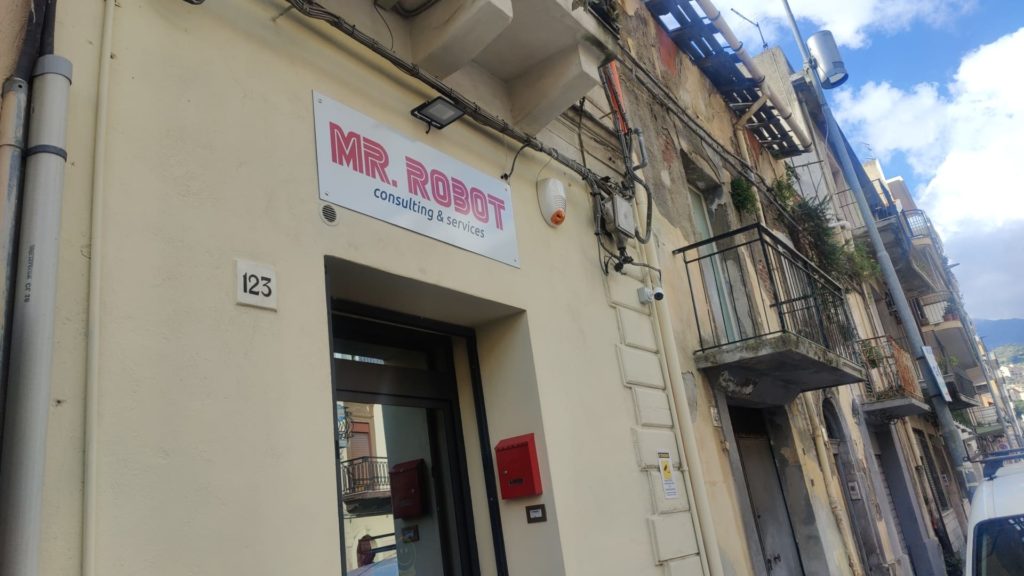 MR. ROBOT
consulting & services
123